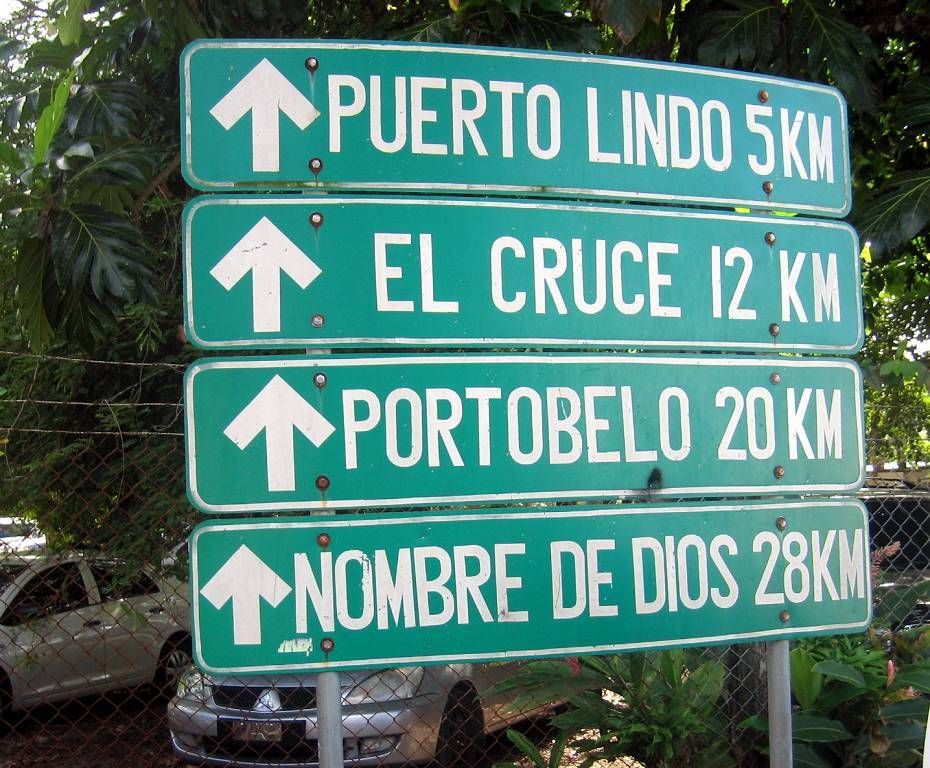 PUERTO LINDO 5KM
EL CRUCE 12 KM
PORTOBELO 20 KM
NOMBRE DE DIOS 28KM